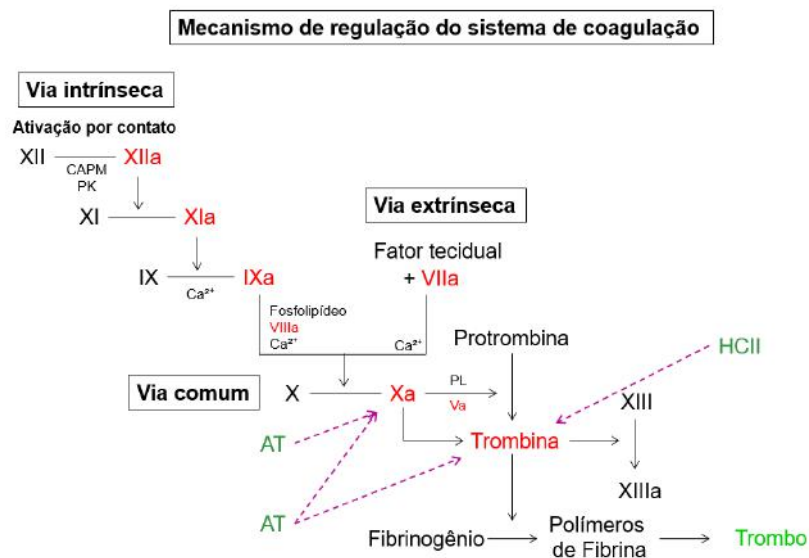 Mecanismo de regulação do sistema de coagulação
Via intrínseca
Ativação por contato
XII
XIIa
CAPM
PK
XI
XIa
Via extrínseca
Fator tecidual
+ VIIa
IX
IXa
Ca²⁺
Fosfolipídeo
VIIIa
Ca²⁺
Ca²⁺
Protrombina
HCII
Via comum
X
Xa
PL
Va
XIII
AT
Trombina
XIIIa
AT
Fibrinogênio
Polímeros
de Fibrina
Trombo